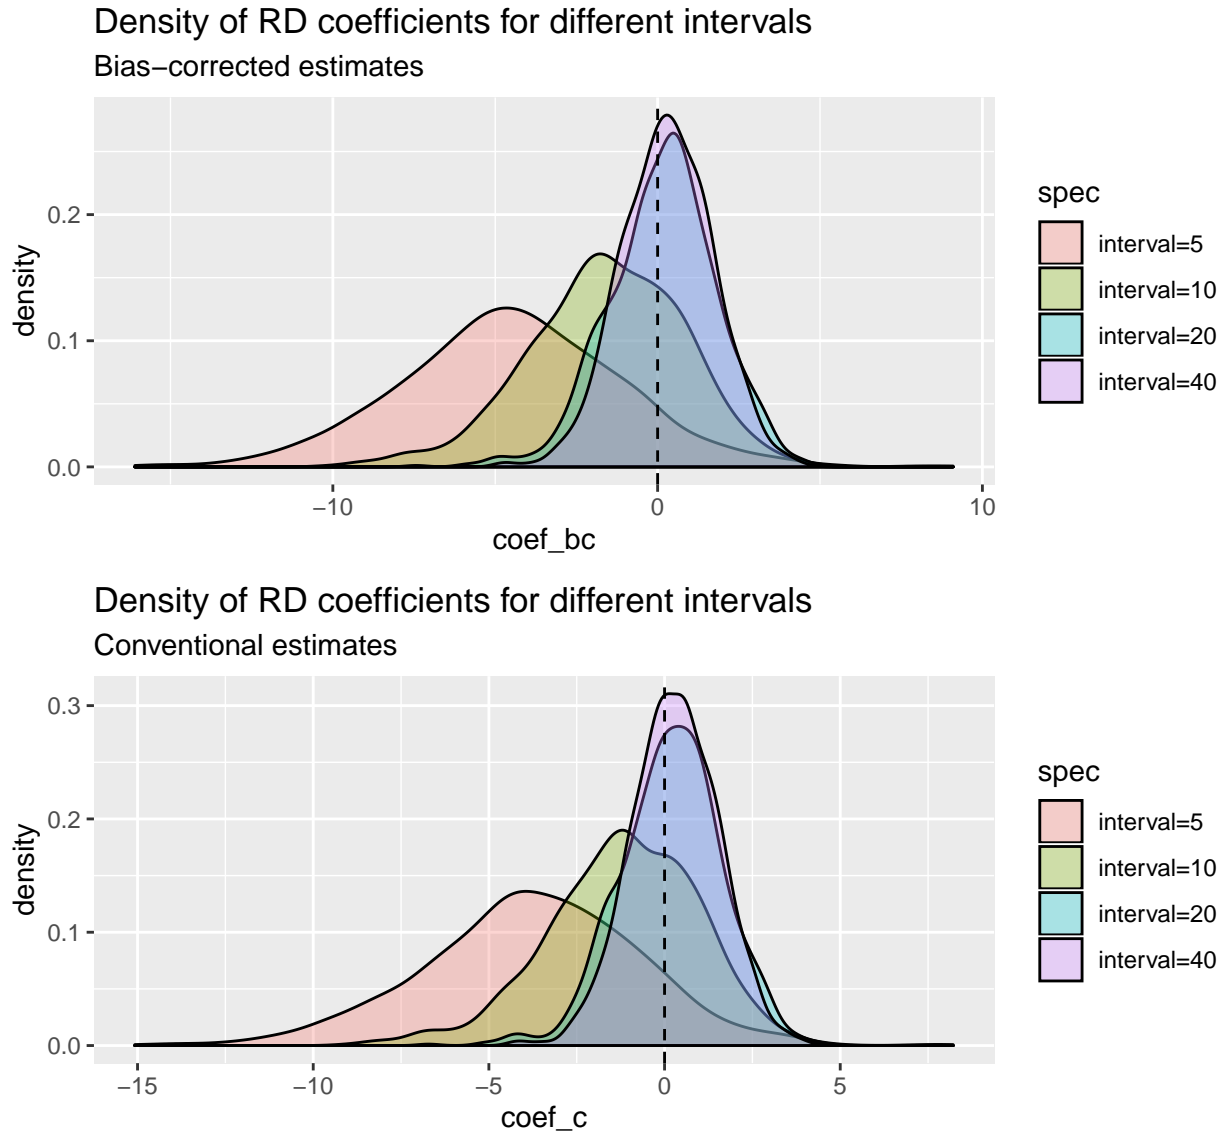 Density of RD coefficients for different intervals
Bias−corrected estimates
density
0.2
0.1
0.0
−10
0
10
coef_bc
spec
interval=5
interval=10
interval=20
interval=40
Density of RD coefficients for different intervals
Conventional estimates
density
0.3
0.2
0.1
0.0
−15
−10
−5
0
5
coef_c
spec
interval=5
interval=10
interval=20
interval=40